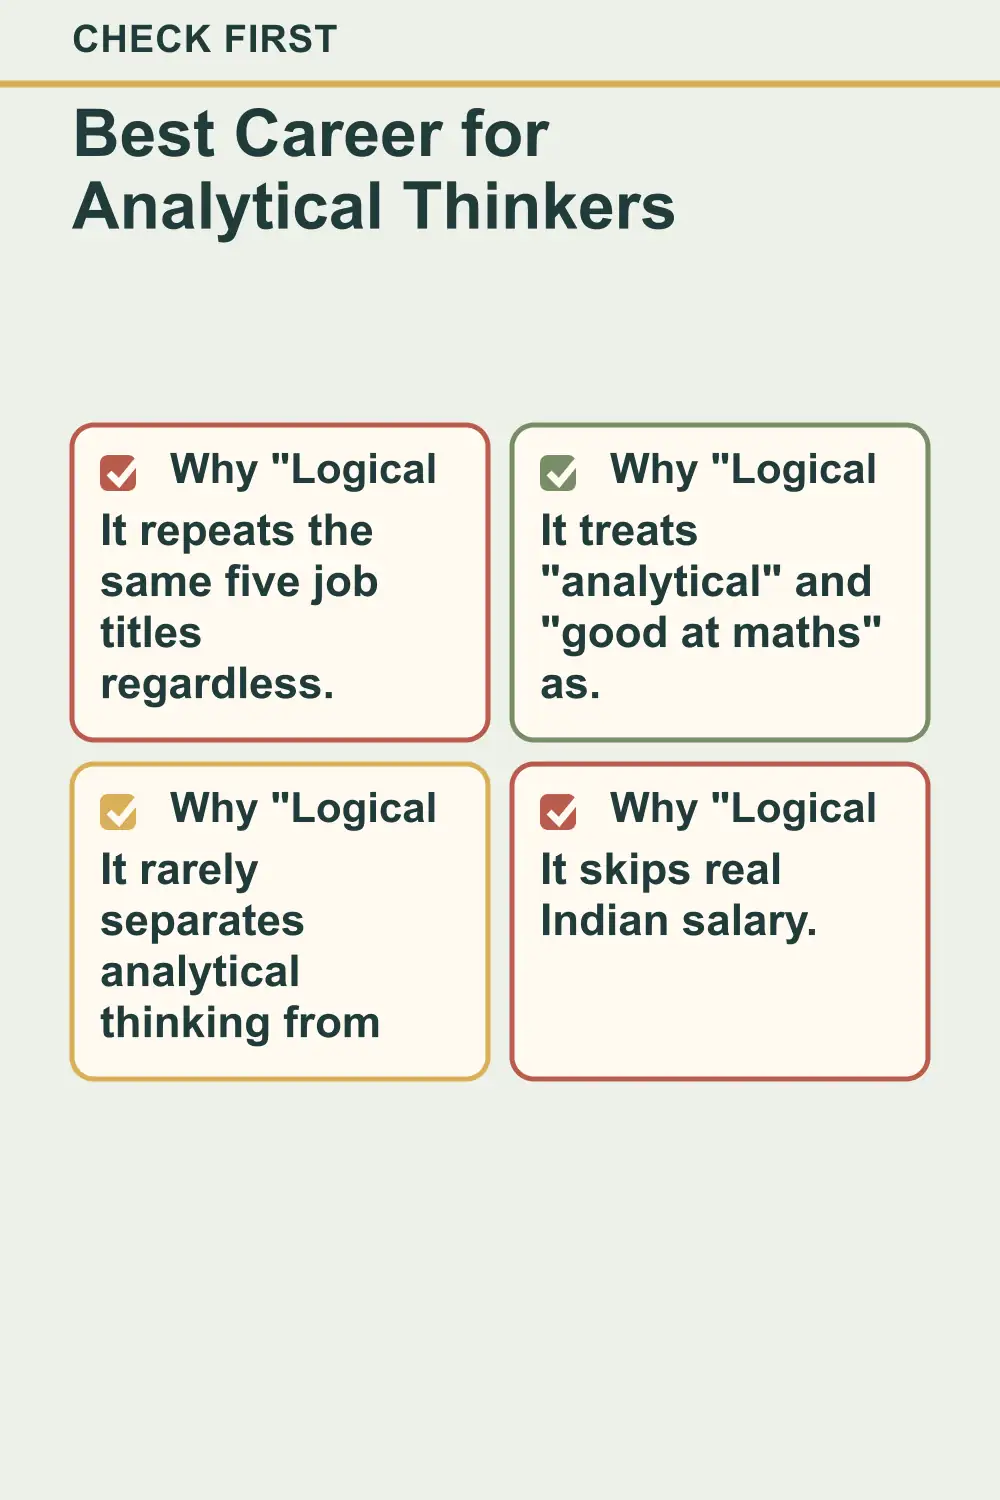 CHECK FIRST
Best Career for
Analytical Thinkers
Why "Logical
It repeats the
same five job
titles
regardless.
Why "Logical
It treats
"analytical" and
"good at maths"
as.
Why "Logical
It rarely
separates
analytical
thinking from
Why "Logical
It skips real
Indian salary.